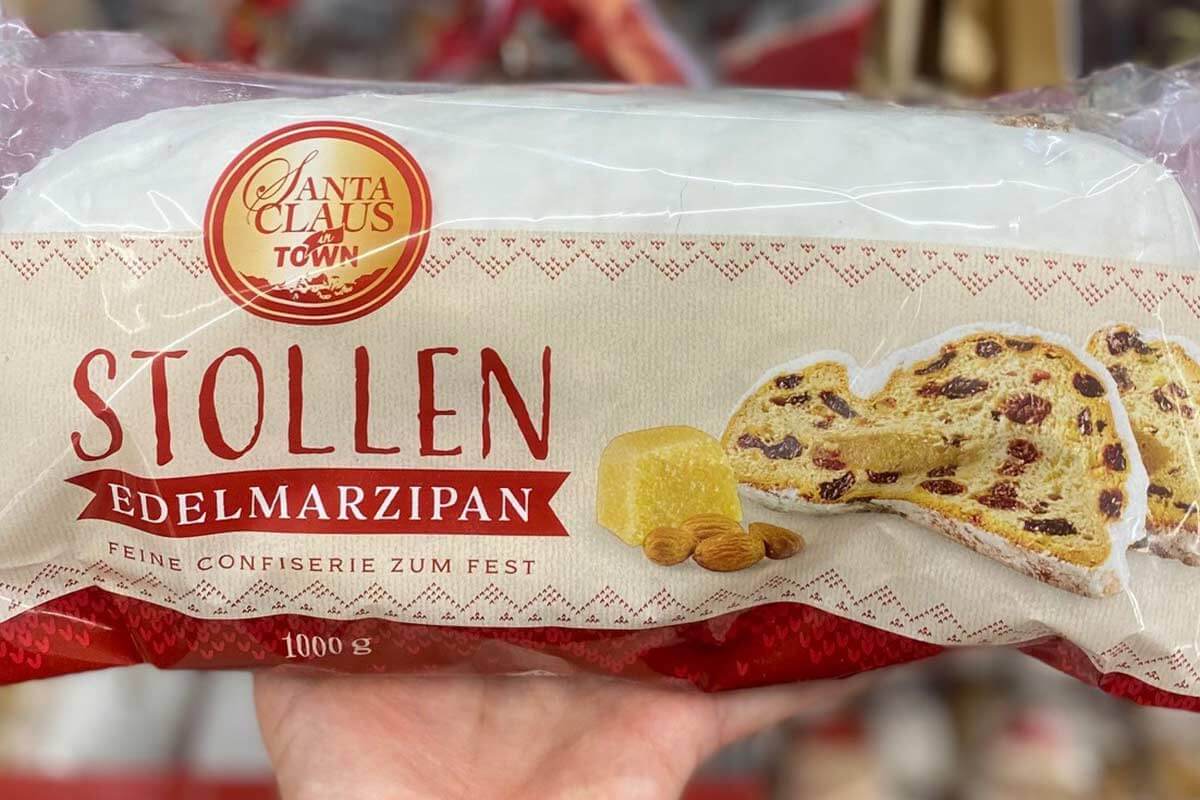 SANTA
CLAUS
in
TOWN
STOLLEN
EDELMARZIPAN
FEINE CONFISERIE ZUM FEST
1000 g